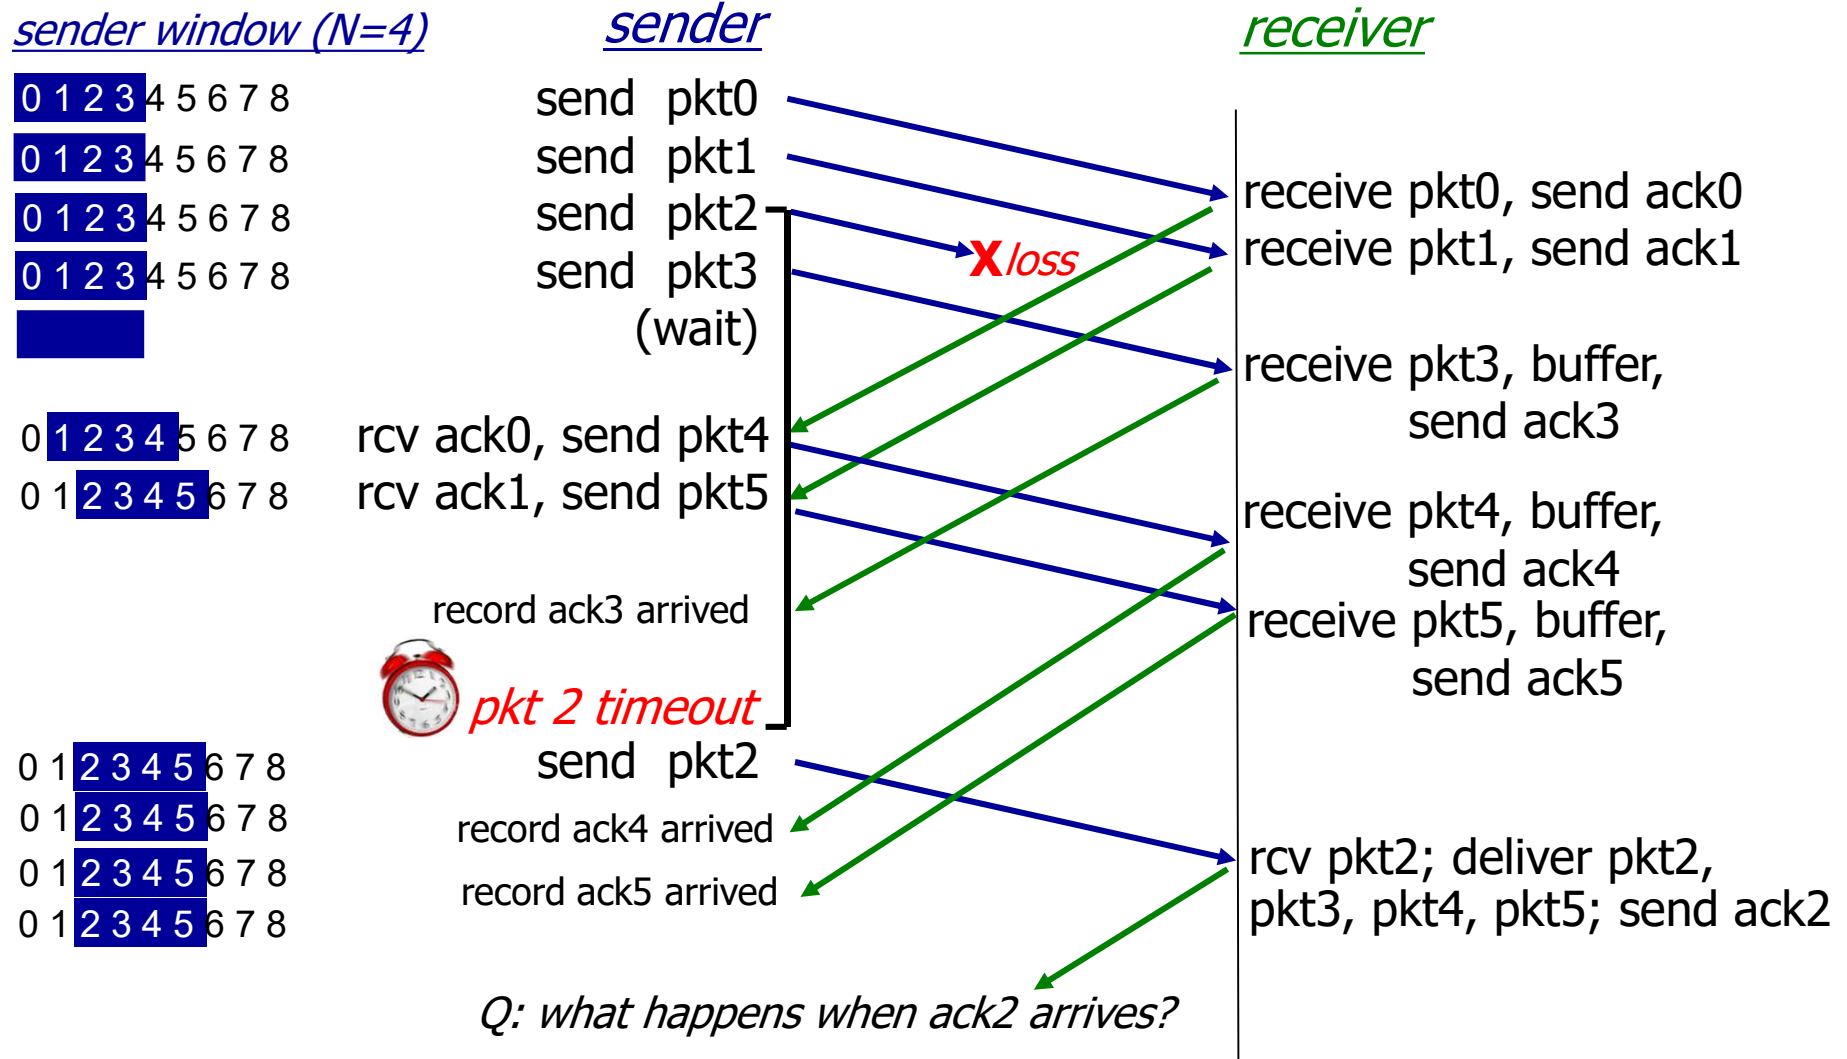 sender window (N=4)
sender
receiver
0 1 2 3 4 5 6 7 8
send pkt0
0 1 2 3 4 5 6 7 8
send pkt1
receive pkt0, send ack0
0 1 2 3 4 5 6 7 8
send pkt2
receive pkt1, send ack1
X loss
0 1 2 3 4 5 6 7 8
send pkt3
(wait)
receive pkt3, buffer,
send ack3
0 1 2 3 4 5 6 7 8
rcv ack0, send pkt4
0 1 2 3 4 5 6 7 8
rcv ack1, send pkt5
receive pkt4, buffer,
send ack4
record ack3 arrived
receive pkt5, buffer,
send ack5
pkt 2 timeout
0 1 2 3 4 5 6 7 8
send pkt2
0 1 2 3 4 5 6 7 8
record ack4 arrived
0 1 2 3 4 5 6 7 8
record ack5 arrived
rcv pkt2; deliver pkt2,
pkt3, pkt4, pkt5; send ack2
0 1 2 3 4 5 6 7 8
Q: what happens when ack2 arrives?